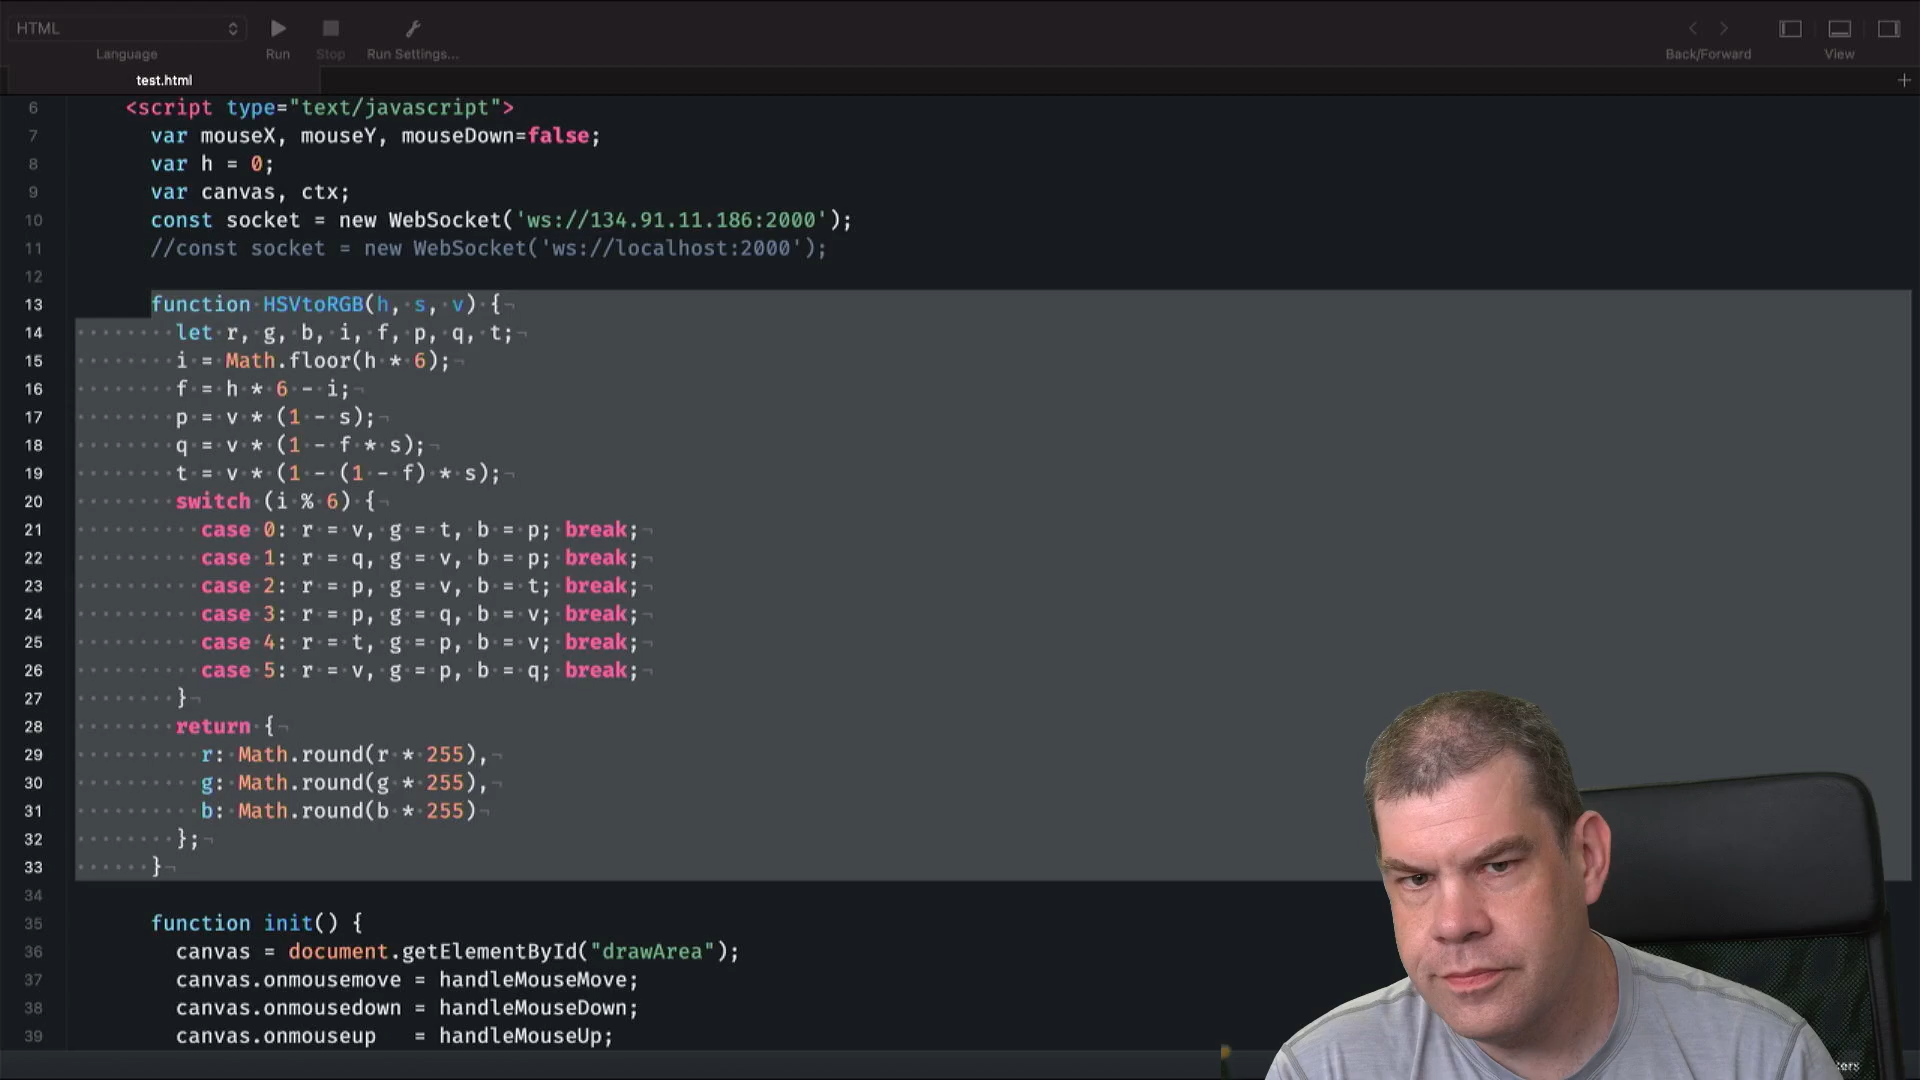 HTML
Language
Run
Stop
Run Settings...
Back/Forward
View
test.html
6 <script type="text/javascript">
7 var mouseX, mouseY, mouseDown=false;
8 var h = 0;
9 var canvas, ctx;
10 const socket = new WebSocket('ws://134.91.11.186:2000');
11 //const socket = new WebSocket('ws://localhost:2000');
12
13 function HSVtoRGB(h, s, v) {
14 let r, g, b, i, f, p, q, t;
15 i = Math.floor(h * 6);
16 f = h * 6 - i;
17 p = v * (1 - s);
18 q = v * (1 - f * s);
19 t = v * (1 - (1 - f) * s);
20 switch (i % 6) {
21 case 0: r = v, g = t, b = p; break;
22 case 1: r = q, g = v, b = p; break;
23 case 2: r = p, g = v, b = t; break;
24 case 3: r = p, g = q, b = v; break;
25 case 4: r = t, g = p, b = v; break;
26 case 5: r = v, g = p, b = q; break;
27 }
28 return {
29 r: Math.round(r * 255),
30 g: Math.round(g * 255),
31 b: Math.round(b * 255)
32 };
33 }
34
35 function init() {
36 canvas = document.getElementById("drawArea");
37 canvas.onmousemove = handleMouseMove;
38 canvas.onmousedown = handleMouseDown;
39 canvas.onmouseup = handleMouseUp;